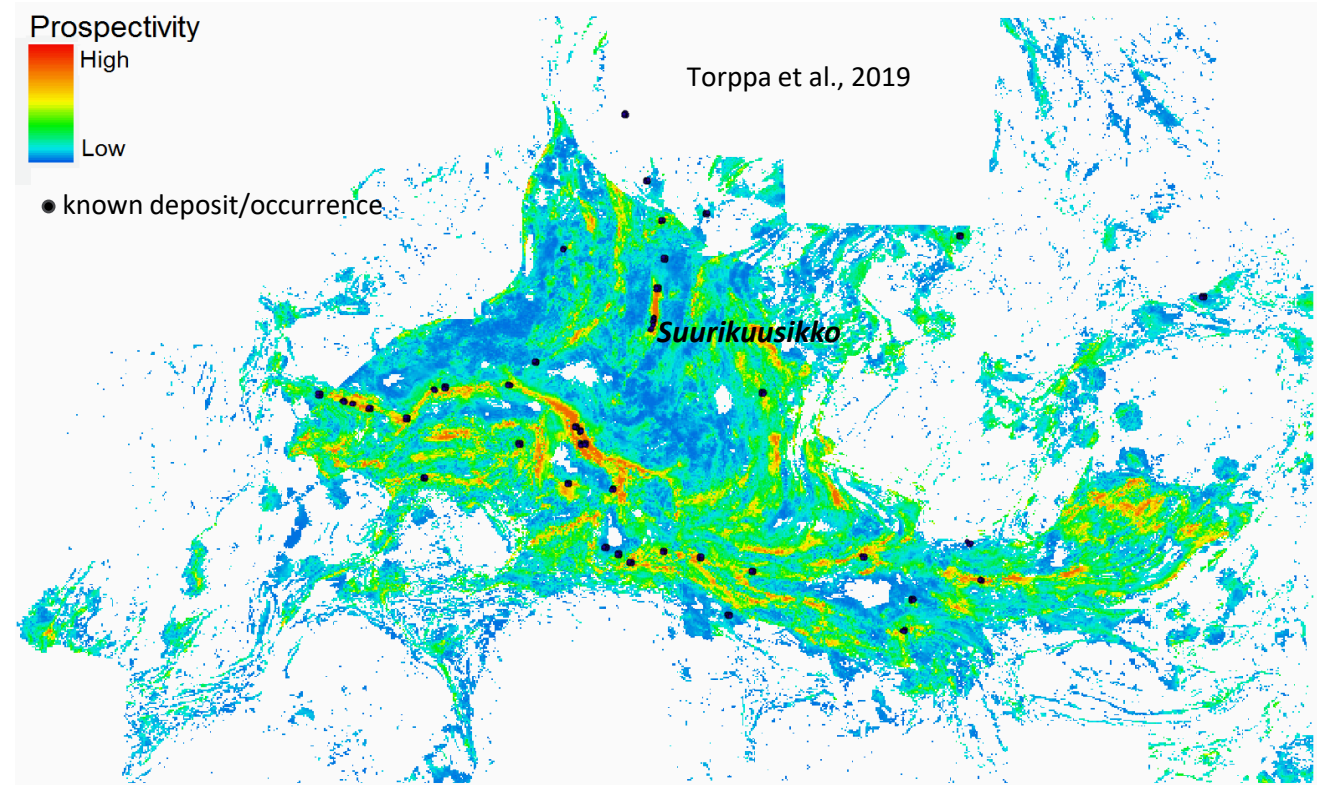 Prospectivity
High
Torppa et al., 2019
Low
known deposit/occurrence
Suurikuusikko